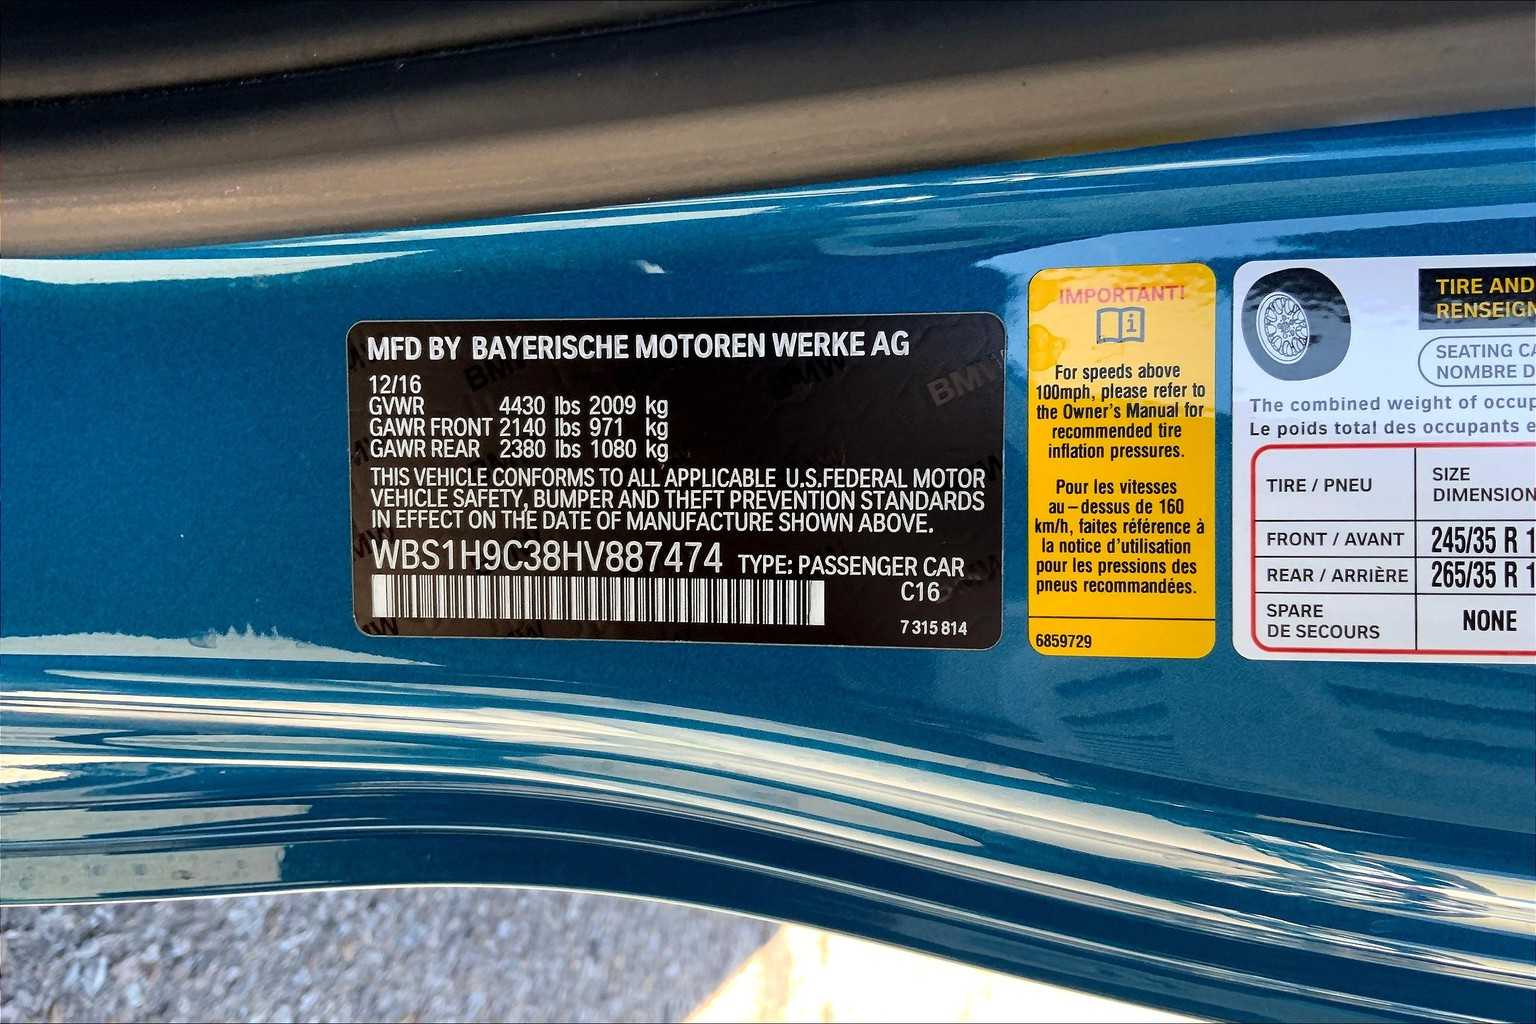 MFD BY BAYERISCHE MOTOREN WERKE AG
12/16
GVWR 4430 lbs 2009 kg
GAWR FRONT 2140 lbs 971 kg
GAWR REAR 2380 lbs 1080 kg
THIS VEHICLE CONFORMS TO ALL APPLICABLE U.S.FEDERAL MOTOR
VEHICLE SAFETY, BUMPER AND THEFT PREVENTION STANDARDS
IN EFFECT ON THE DATE OF MANUFACTURE SHOWN ABOVE.
WBS1H9C38HV887474 TYPE: PASSENGER CAR
C16
7 315 814
BMW
IMPORTANT!
i
For speeds above
100mph, please refer to
the Owner's Manual for
recommended tire
inflation pressures.
Pour les vitesses
au-dessus de 160
km/h, faites référence à
la notice d'utilisation
pour les pressions des
pneus recommandées.
6859729
TIRE AND
RENSEIGN
SEATING CA
NOMBRE D
The combined weight of occup
Le poids total des occupants e
TIRE / PNEU
SIZE
DIMENSION
FRONT / AVANT 245/35 R 1
REAR / ARRIÈRE 265/35 R 1
SPARE
DE SECOURS
NONE